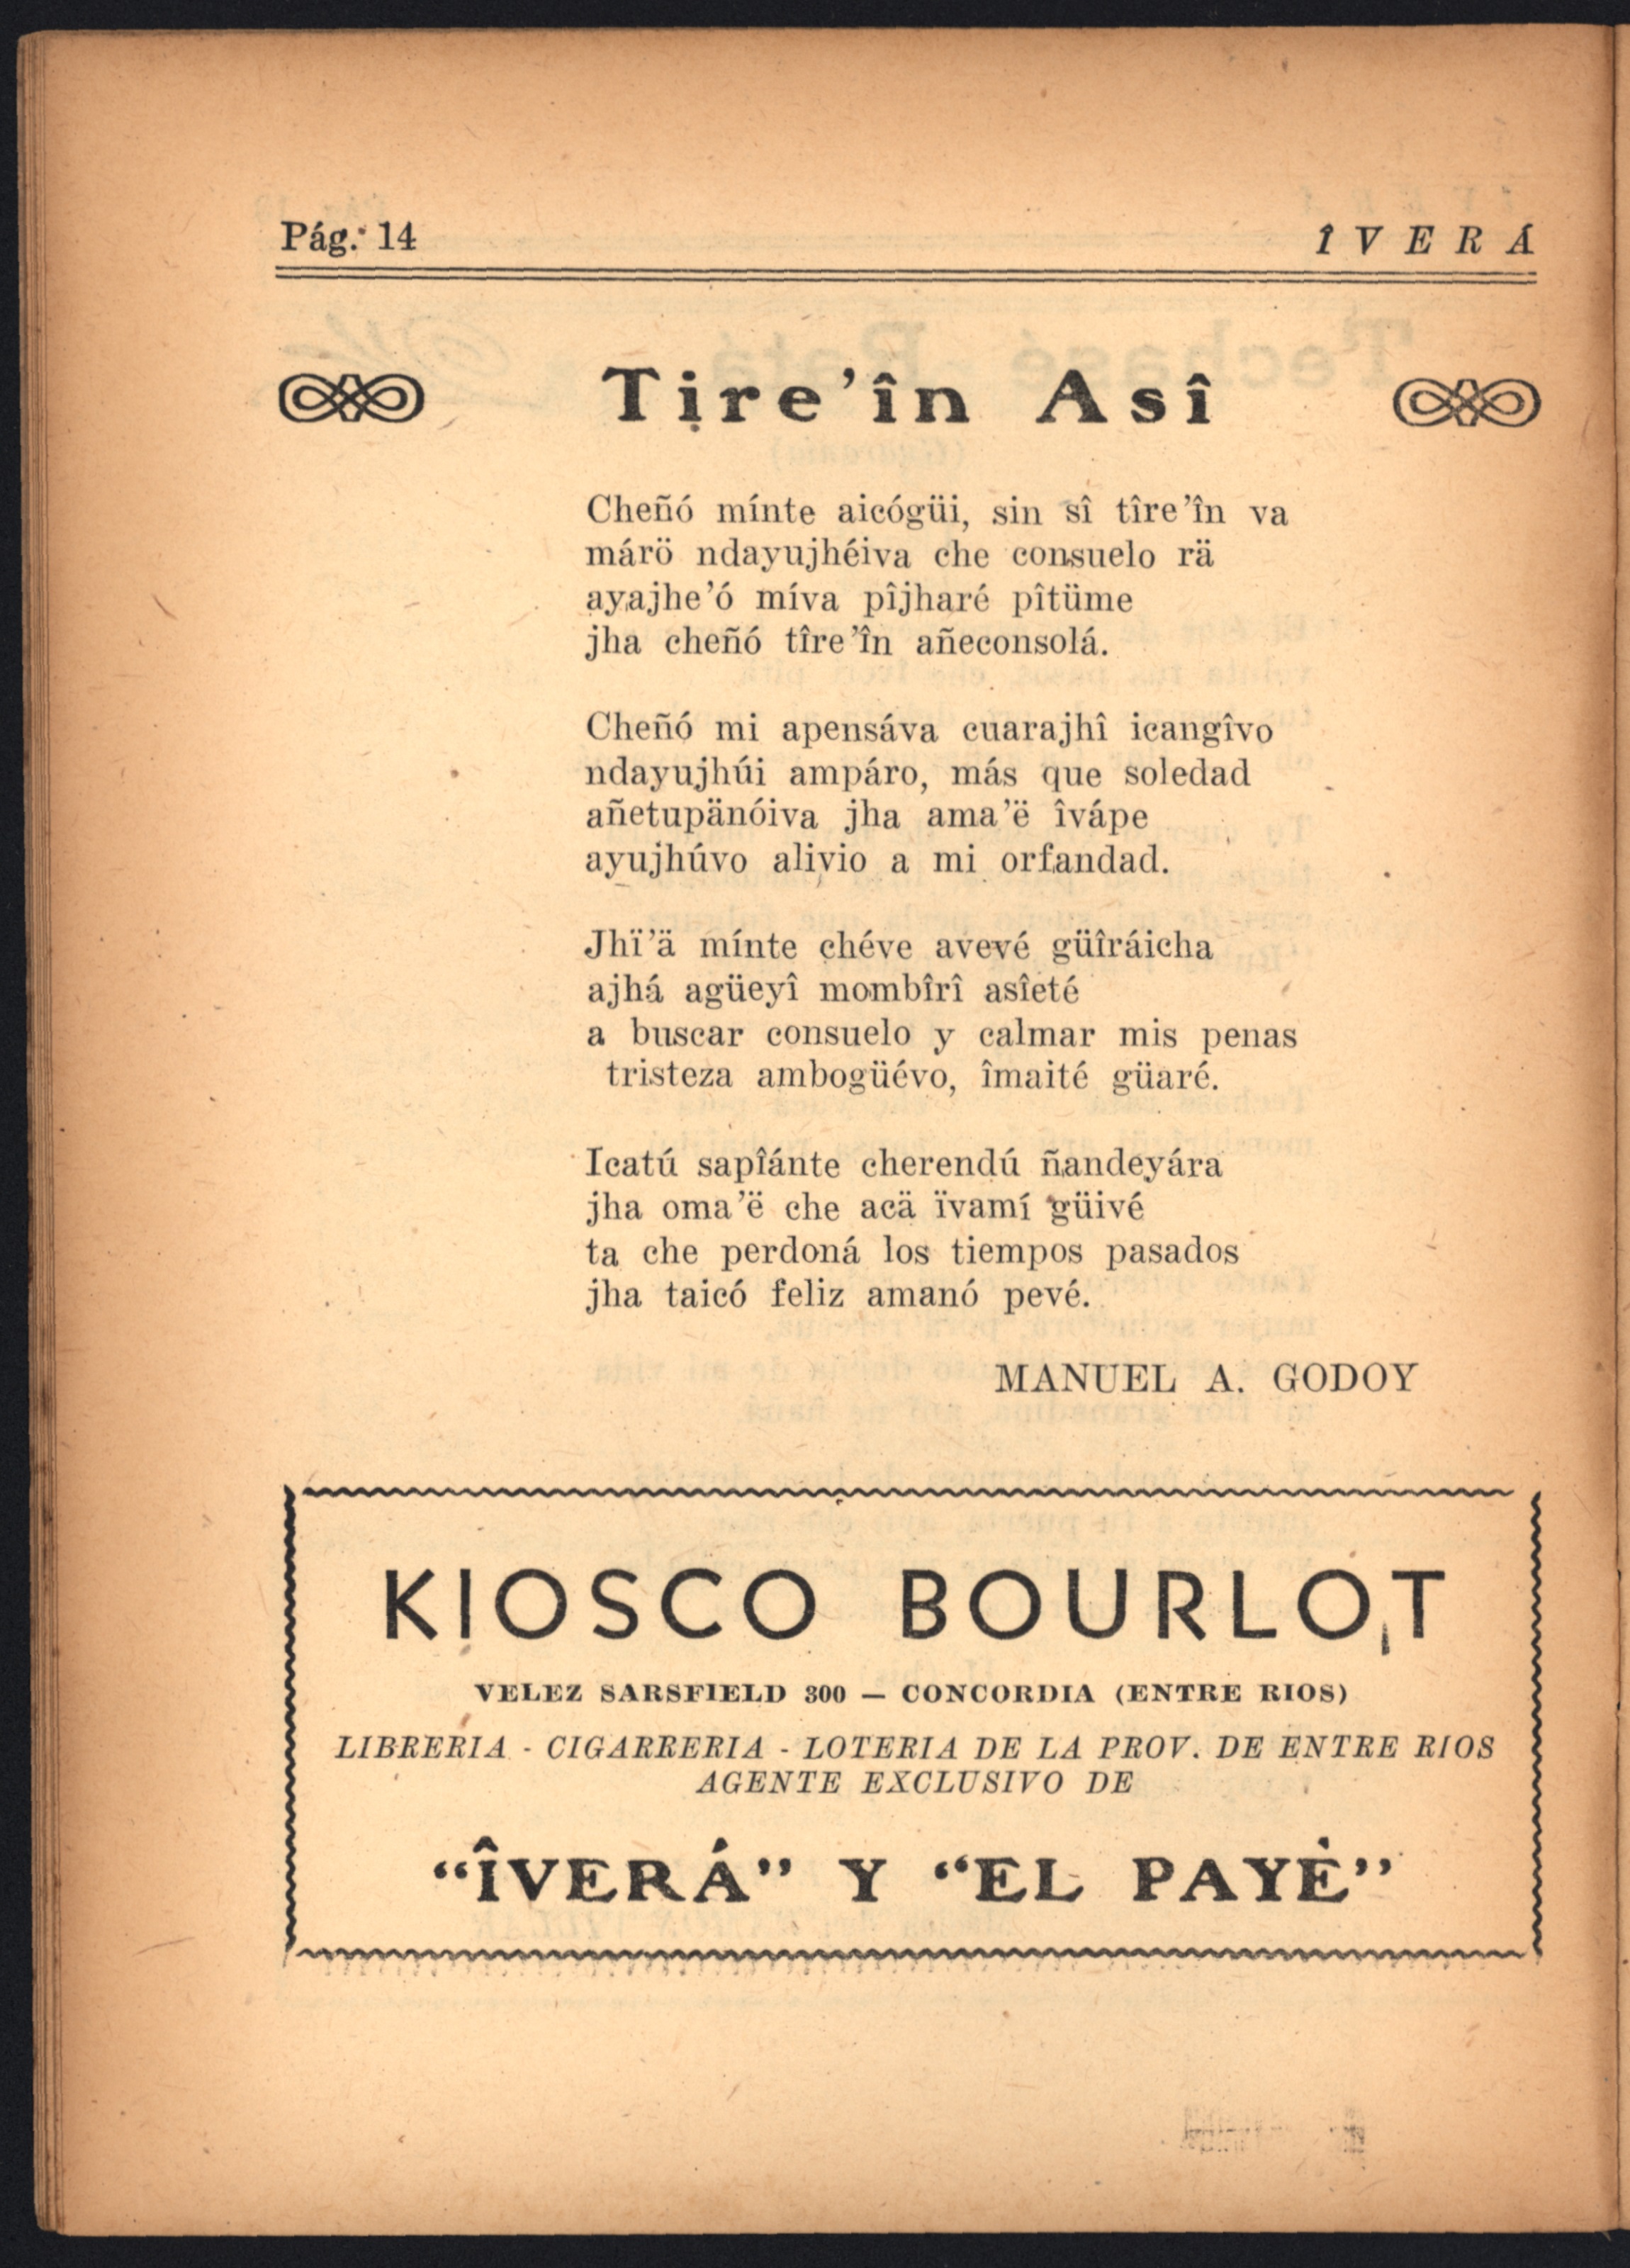 Pág. 14
ÎVERÁ
Tire’în Asî
Cheñó mínte aicógüi, sin sî tîre’în va
márö ndayujhéiva che consuelo rä
ayajhe’ó míva pîjharé pîtüme
jha cheñó tîre’în añeconsolá.
Cheñó mi apensáva cuarajhî icangîvo
ndayujhúi ampáro, más que soledad
añetupänóiva jha ama’ë îvápe
ayujhúvo alivio a mi orfandad.
Jhï’ä mínte chéve avevé güîráicha
ajhá agüeyî mombîrî asîeté
a buscar consuelo y calmar mis penas
tristeza ambogüévo, îmaité güaré.
Icatú sapîánte cherendú ñandeyára
jha oma’ë che acä ïvamí güivé
ta che perdoná los tiempos pasados
jha taicó feliz amanó pevé.
MANUEL A. GODOY
KIOSCO BOURLOT
VELEZ SARSFIELD 300 — CONCORDIA (ENTRE RIOS)
LIBRERIA - CIGARRERIA - LOTERIA DE LA PROV. DE ENTRE RIOS
AGENTE EXCLUSIVO DE
“ÎVERÁ” Y “EL PAYÉ”